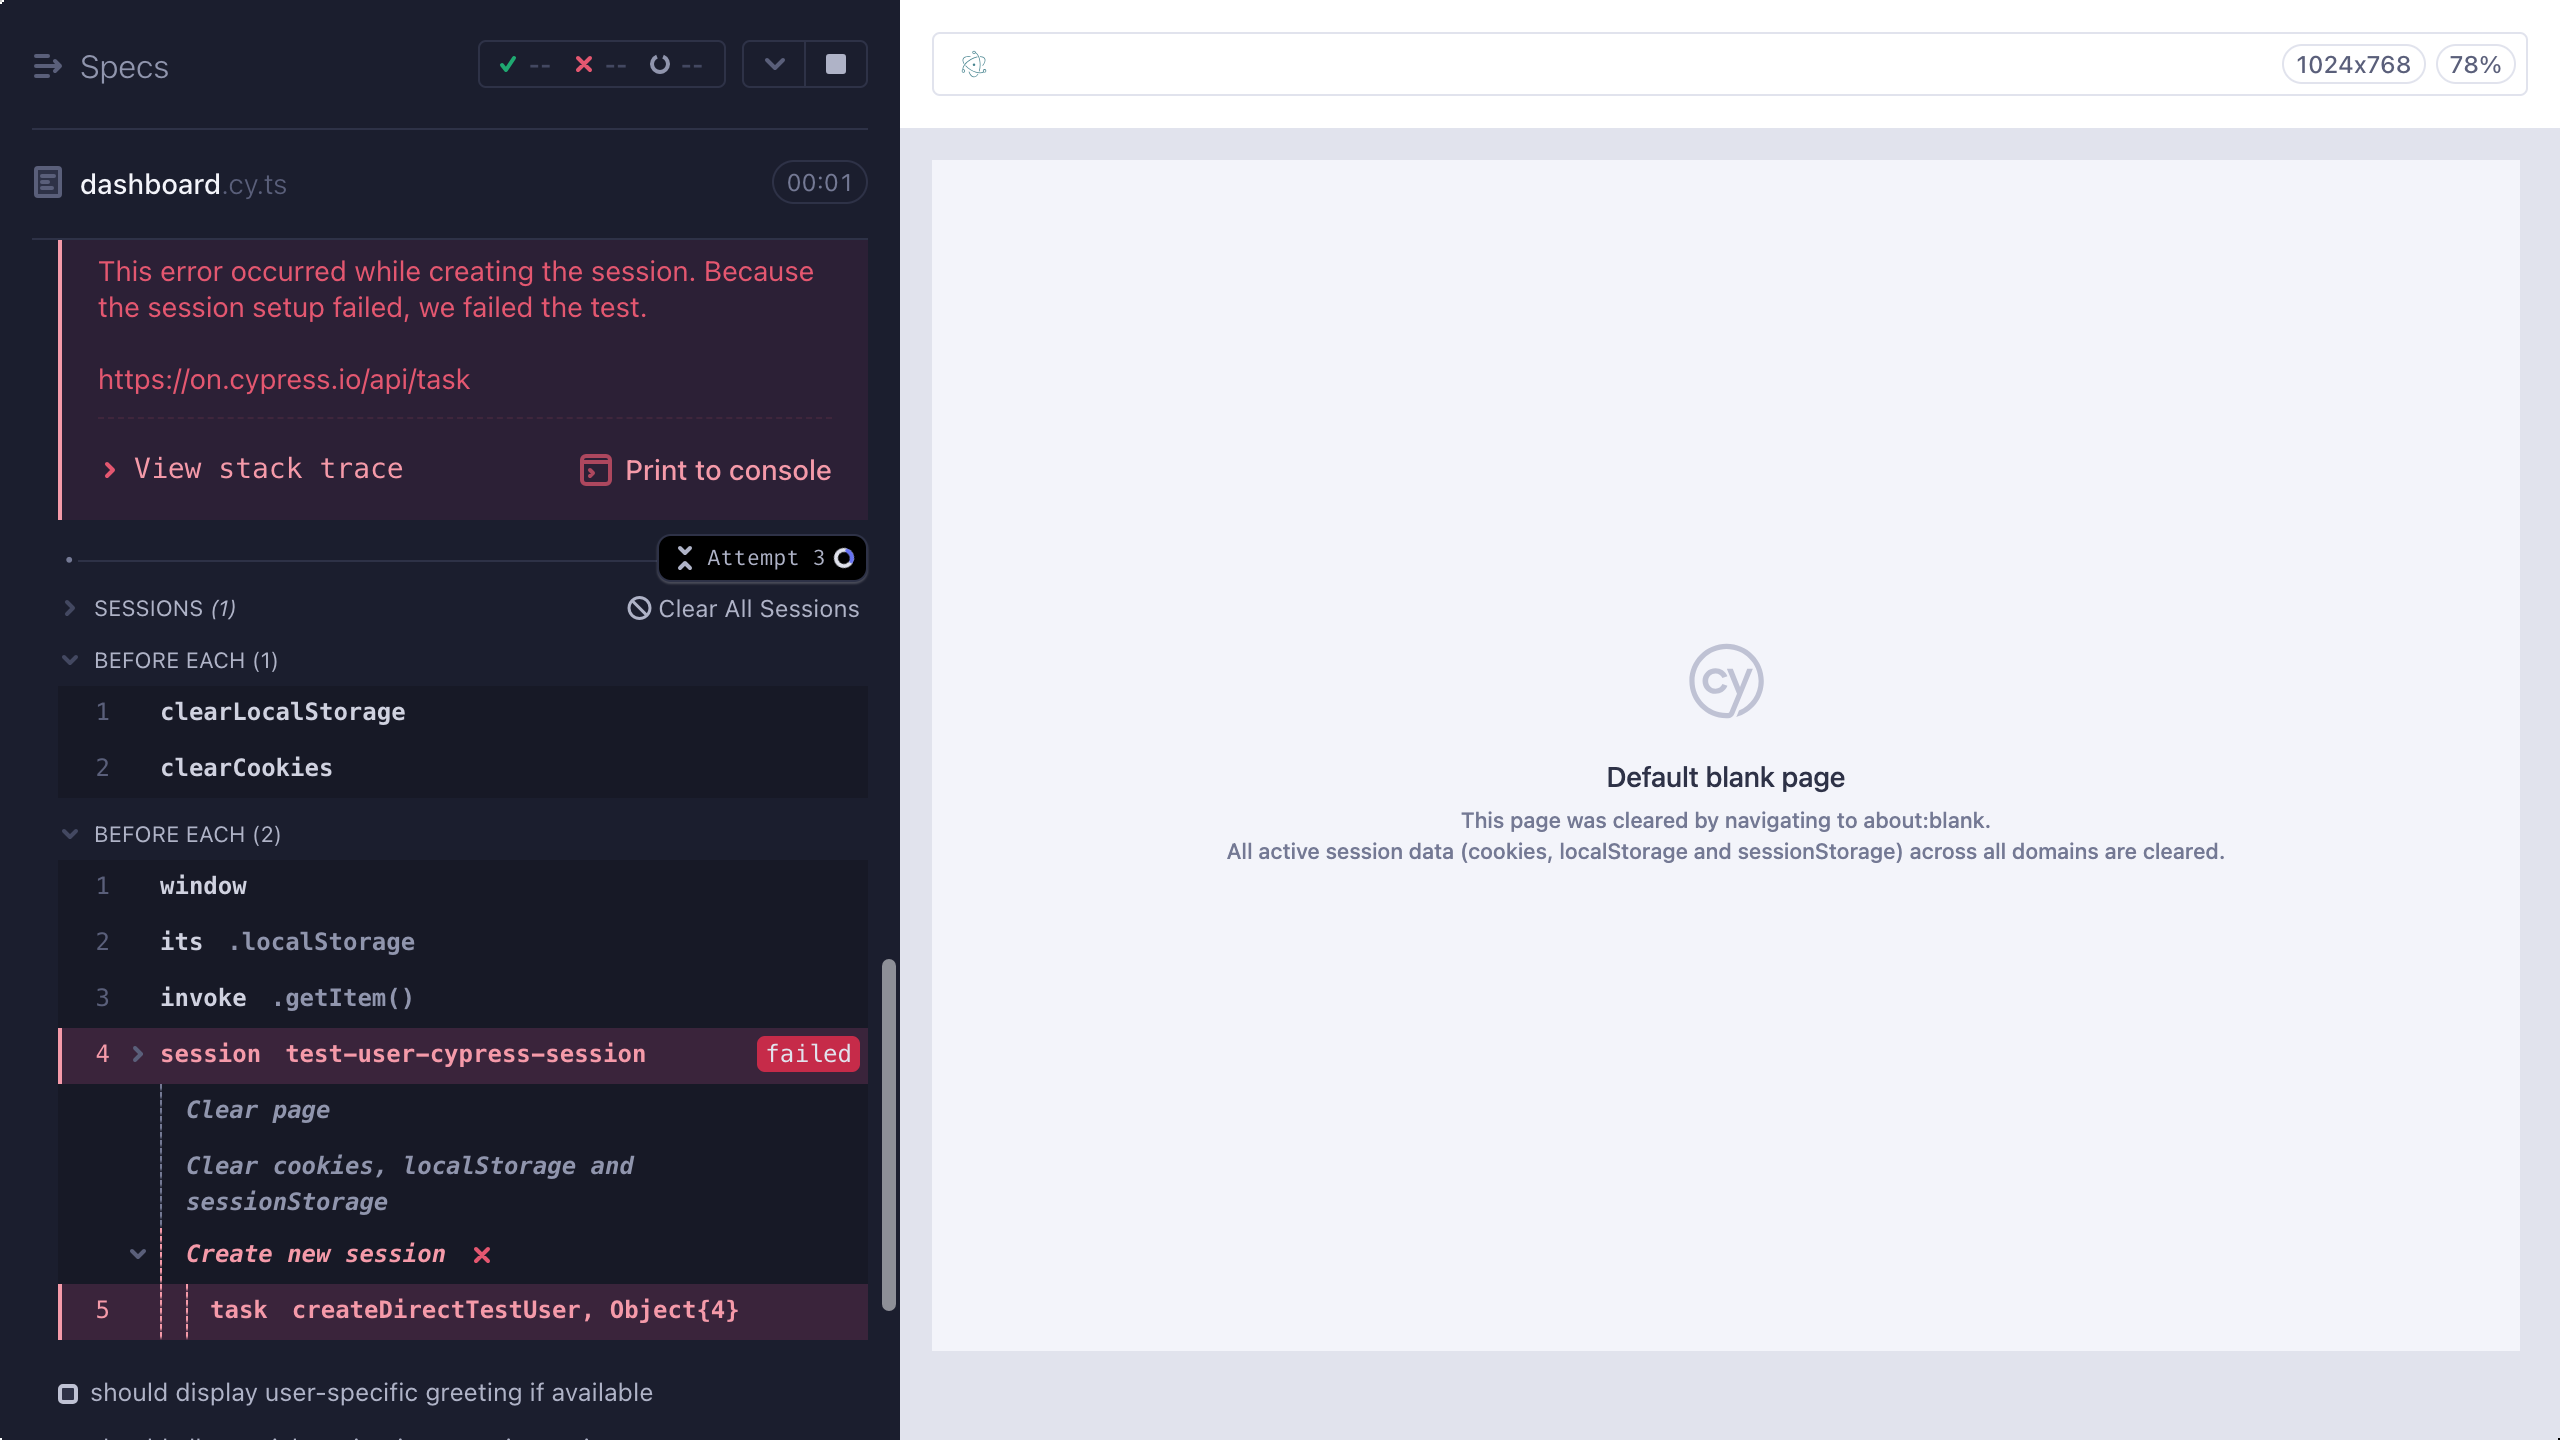 Specs
-- -- --
dashboard.cy.ts
00:01
This error occurred while creating the session. Because
the session setup failed, we failed the test.
https://on.cypress.io/api/task
View stack trace
Print to console
Attempt 3
SESSIONS (1)
Clear All Sessions
BEFORE EACH (1)
1 clearLocalStorage
2 clearCookies
BEFORE EACH (2)
1 window
2 its .localStorage
3 invoke .getItem()
4 session test-user-cypress-session failed
Clear page
Clear cookies, localStorage and
sessionStorage
Create new session
5 task createDirectTestUser, Object{4}
should display user-specific greeting if available
1024x768
78%
cy
Default blank page
This page was cleared by navigating to about:blank.
All active session data (cookies, localStorage and sessionStorage) across all domains are cleared.